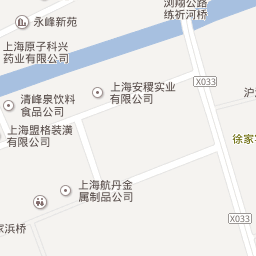 浏翔公路
练祁河桥
永峰新苑
上海原子科兴
药业有限公司
X033
上海安稷实业
有限公司
沪
清峰泉饮料
食品公司
上海盟格装潢
有限公司
徐家
上海航丹金
属制品公司
X033
家浜桥